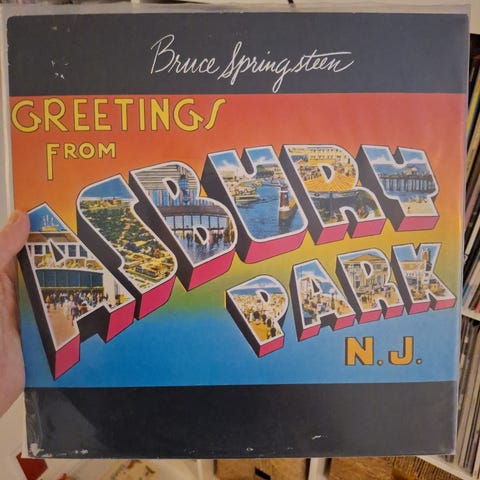 Bruce Springsteen
GREETINGS
FROM
ASBURY
PARK
N.J.